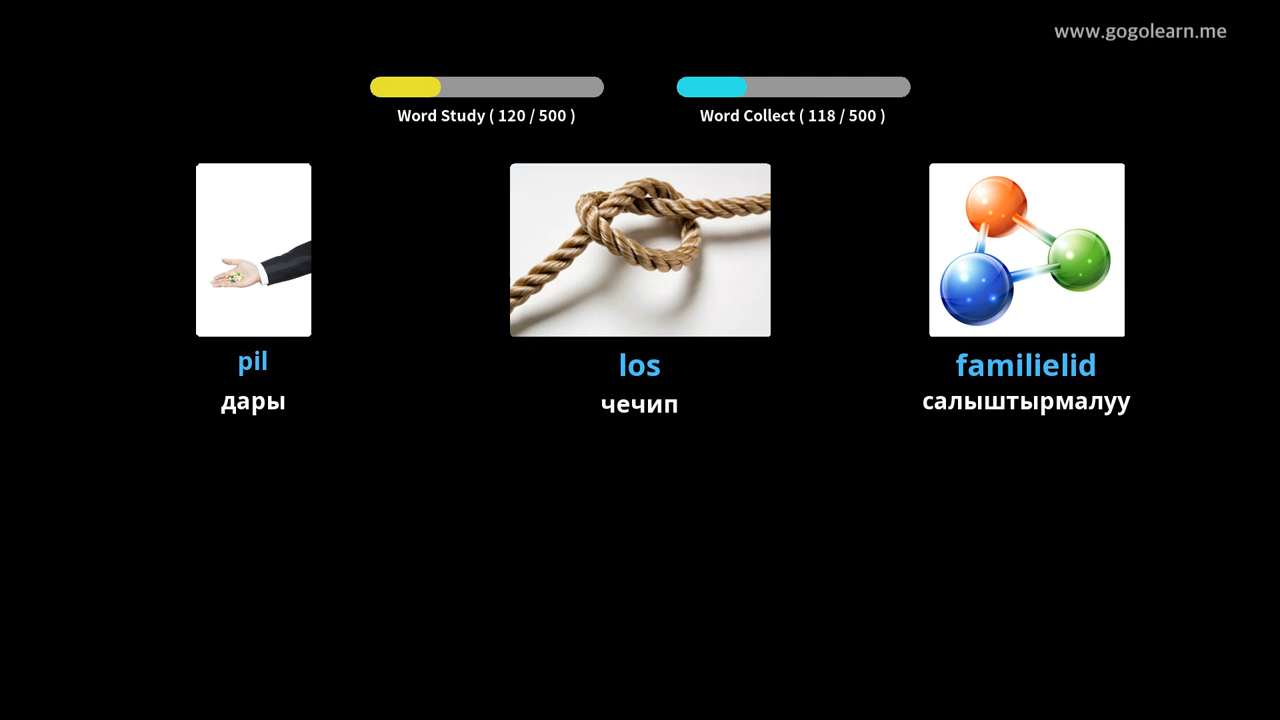 www.gogolearn.me
Word Study ( 120 / 500 )
Word Collect ( 118 / 500 )
pil
los
familielid
дары
чечип
салыштырмалуу